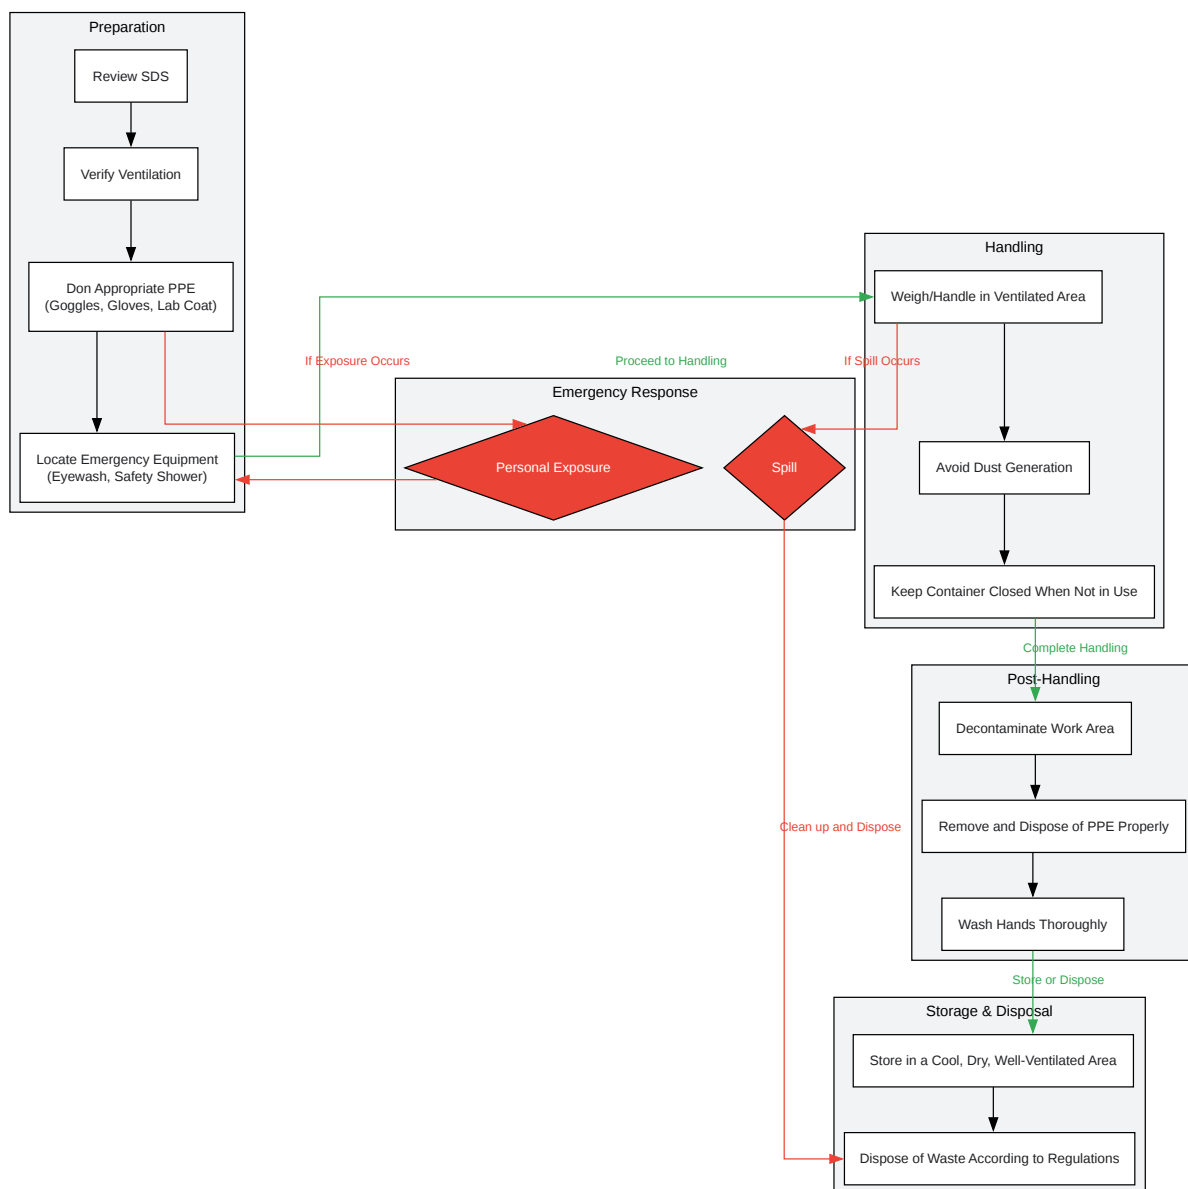 Preparation
Review SDS
Verify Ventilation
Don Appropriate PPE
(Goggles, Gloves, Lab Coat)
Locate Emergency Equipment
(Eyewash, Safety Shower)
If Exposure Occurs
Proceed to Handling
If Spill Occurs
Emergency Response
Personal Exposure
Spill
Handling
Weigh/Handle in Ventilated Area
Avoid Dust Generation
Keep Container Closed When Not in Use
Complete Handling
Post-Handling
Decontaminate Work Area
Remove and Dispose of PPE Properly
Clean up and Dispose
Wash Hands Thoroughly
Store or Dispose
Storage & Disposal
Store in a Cool, Dry, Well-Ventilated Area
Dispose of Waste According to Regulations